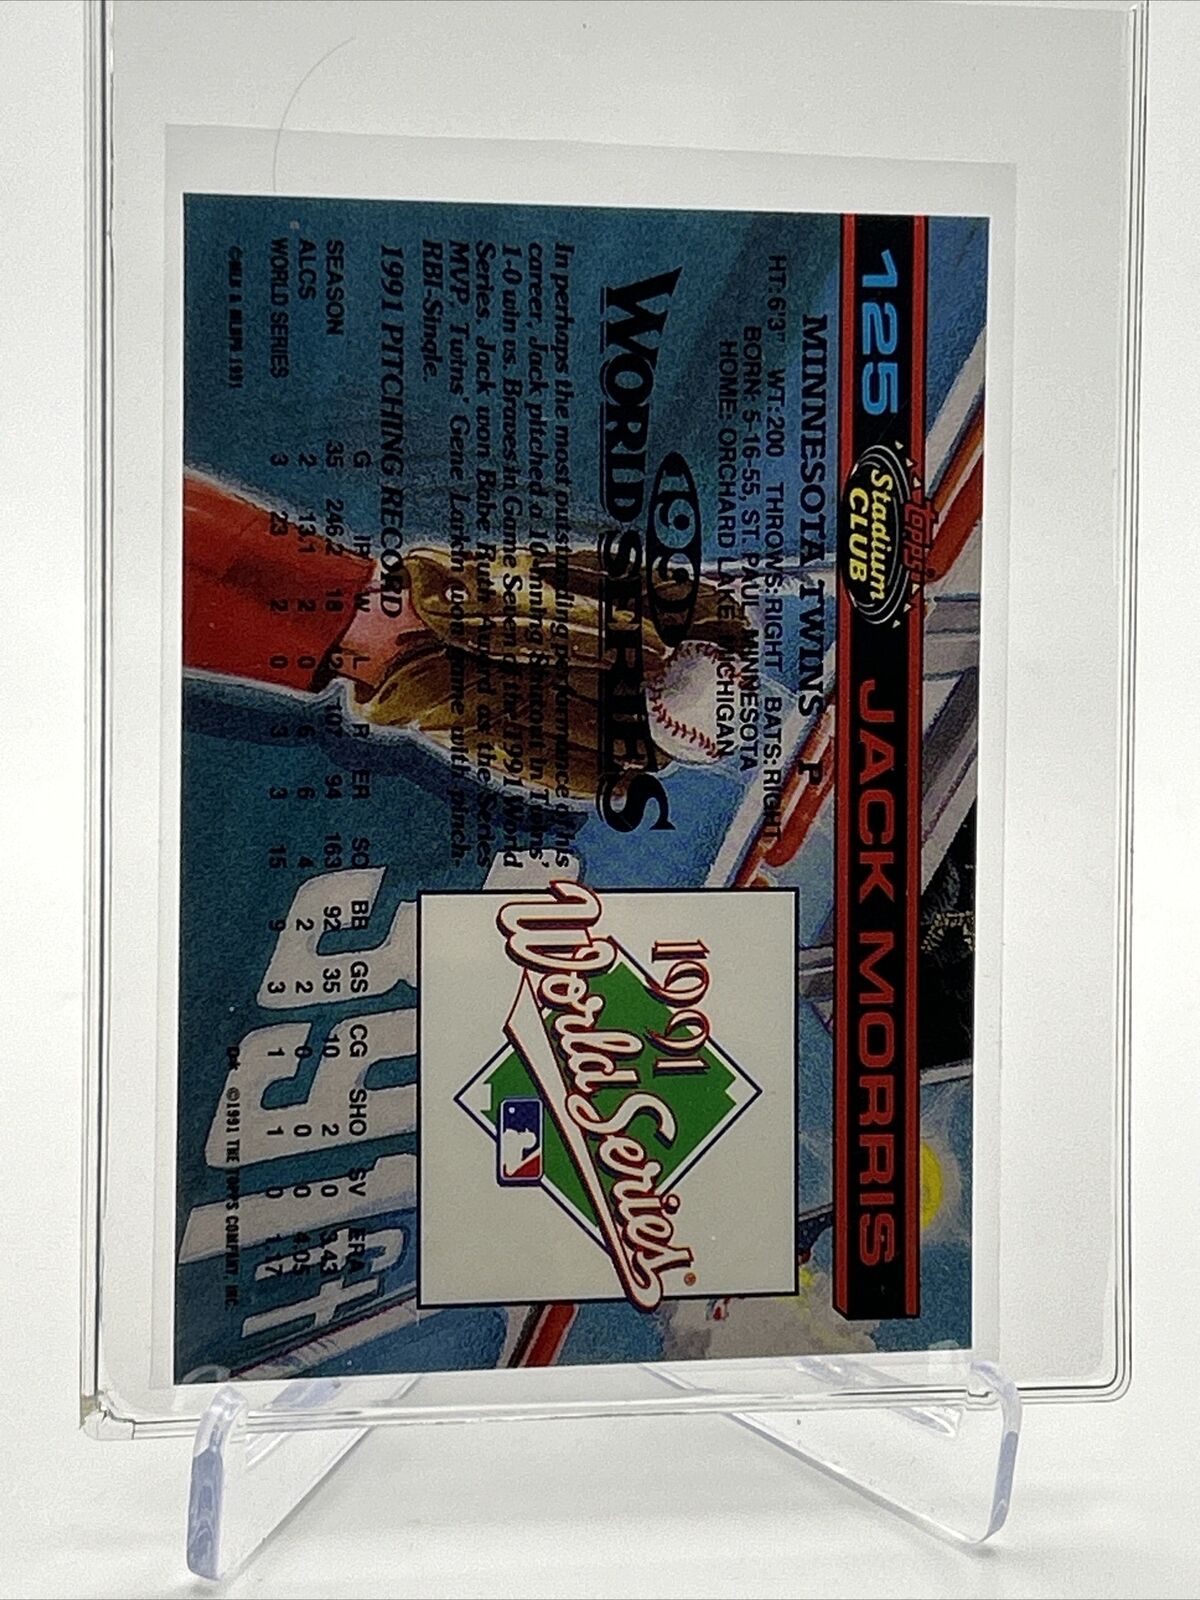 125
topps
Stadium
CLUB
JACK MORRIS
MINNESOTA TWINS P
HT: 6'3" WT: 200 THROWS: RIGHT BATS: RIGHT
BORN: 5-16-55, ST. PAUL, MINNESOTA
HOME: ORCHARD LAKE, MICHIGAN
1991
WORLD SERIES
In perhaps the most outstanding performance of his
career, Jack pitched a 10-inning Shutout in Twins'
1-0 win vs. Braves in Game Seven of the 1991 World
Series. Jack won Babe Ruth Award as the Series
MVP. Twins' Gene Larkin won game with pinch-
RBI-Single.
1991
World Series
®
1991 PITCHING RECORD
G IP W L R ER SO BB GS CG SHO SV ERA
SEASON 35 246.2 18 12 107 94 163 92 35 10 2 0 3.43
ALCS 2 13.1 2 0 6 6 4 2 2 0 0 0 4.05
WORLD SERIES 3 23 2 0 3 3 15 9 3 1 1 0 1.17
©MLB & MLBPA 1991
D** ©1991 THE TOPPS COMPANY, INC.